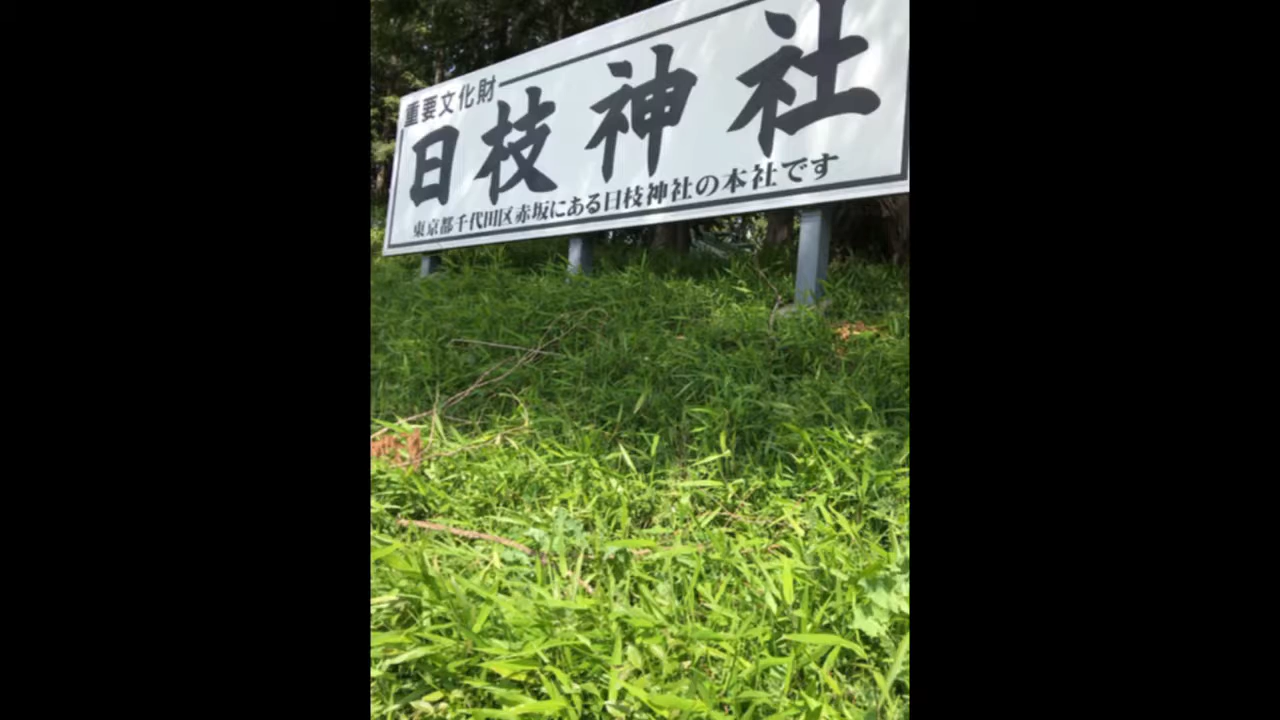 重要文化財
日枝神社
東京都千代田区赤坂にある日枝神社の本社です